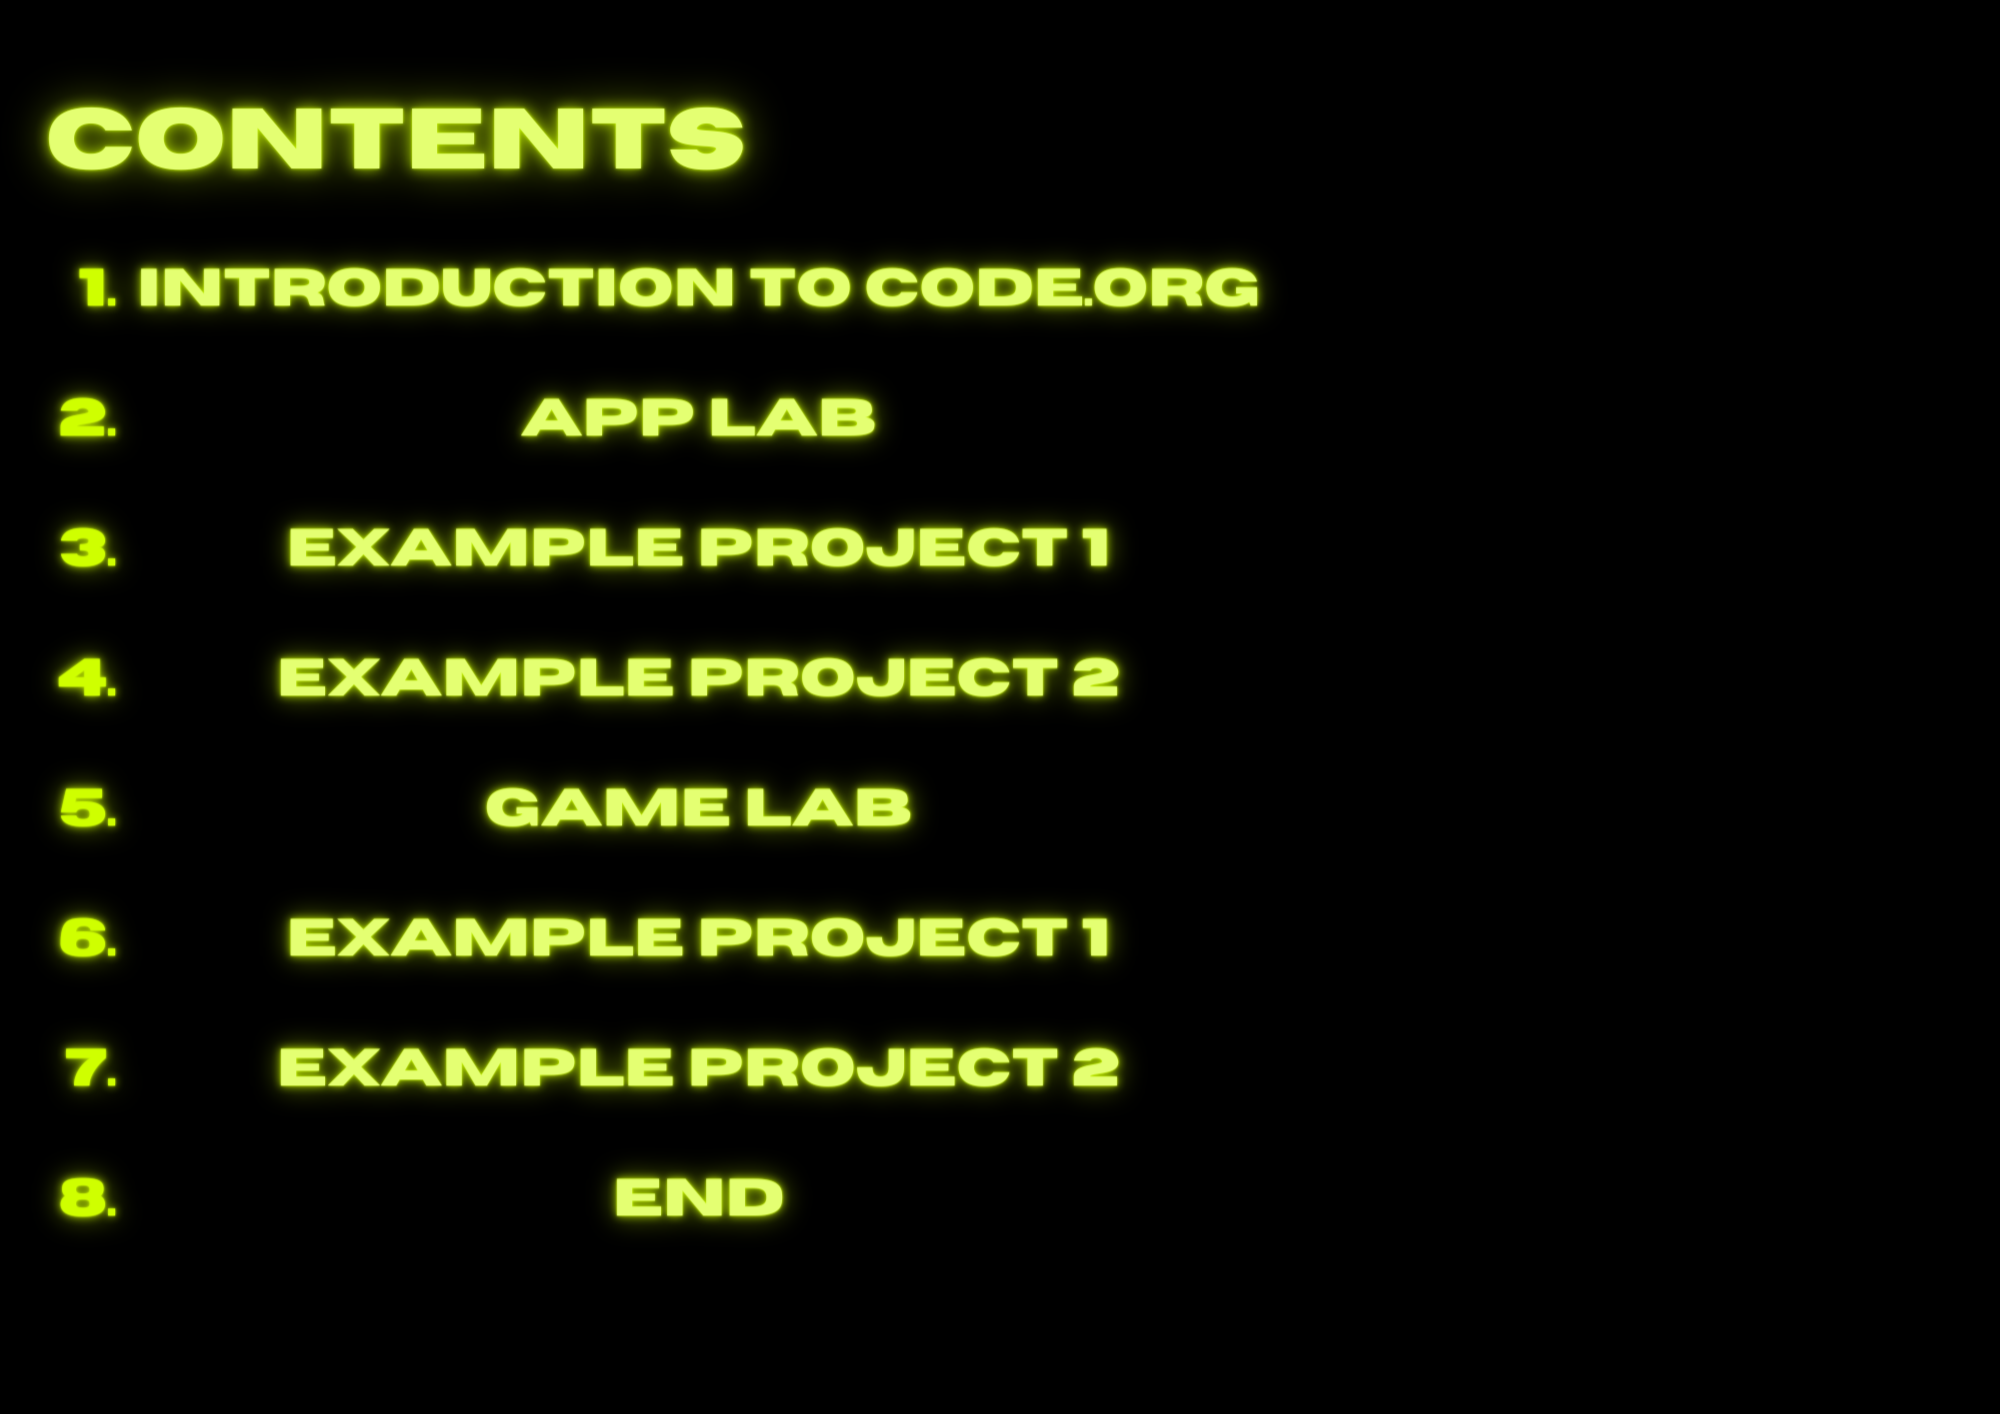 CONTENTS
1. INTRODUCTION TO CODE.ORG
2. APP LAB
3. EXAMPLE PROJECT 1
4. EXAMPLE PROJECT 2
5. GAME LAB
6. EXAMPLE PROJECT 1
7. EXAMPLE PROJECT 2
8. END